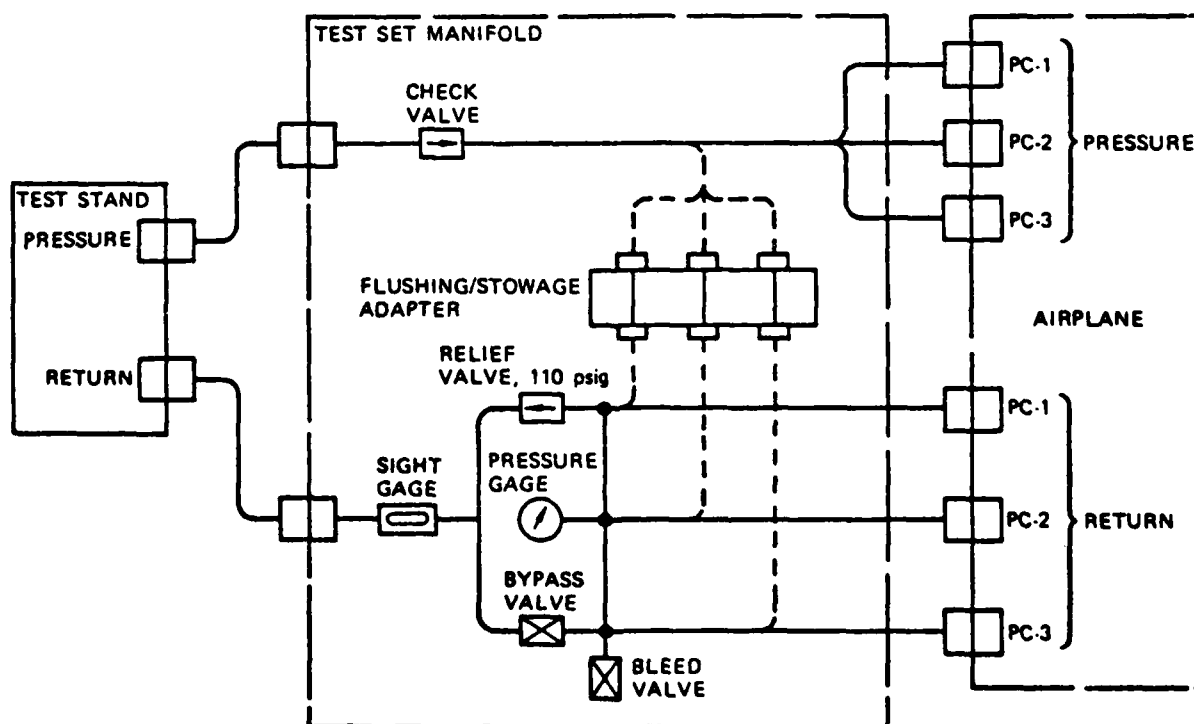 TEST SET MANIFOLD
CHECK
VALVE
PC-1
PC-2
PRESSURE
PC-3
TEST STAND
PRESSURE
FLUSHING/STOWAGE
ADAPTER
AIRPLANE
RETURN
RELIEF
VALVE, 110 psig
PC-1
SIGHT
GAGE
PRESSURE
GAGE
PC-2
RETURN
BYPASS
VALVE
PC-3
BLEED
VALVE